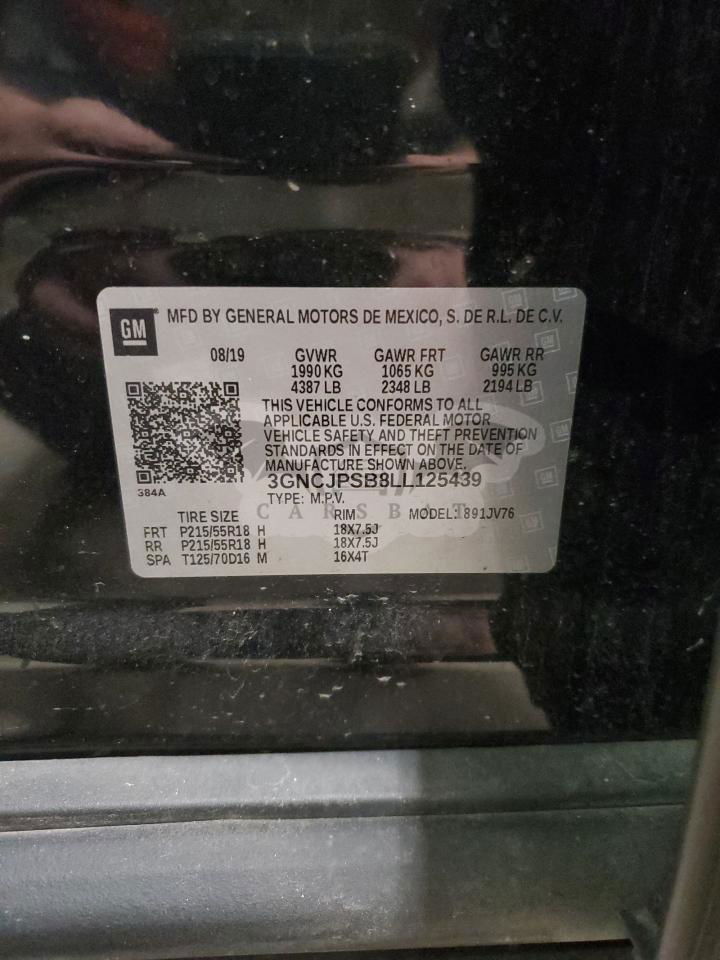 GM
MFD BY GENERAL MOTORS DE MEXICO, S. DE R.L. DE C.V.
08/19 GVWR GAWR FRT GAWR RR
1990 KG 1065 KG 995 KG
4387 LB 2348 LB 2194 LB
THIS VEHICLE CONFORMS TO ALL
APPLICABLE U.S. FEDERAL MOTOR
VEHICLE SAFETY AND THEFT PREVENTION
STANDARDS IN EFFECT ON THE DATE OF
MANUFACTURE SHOWN ABOVE.
3GNCJPSB8LL125439
384A
TYPE: M.P.V.
CARSBAT
TIRE SIZE RIM MODEL: 891JV76
FRT P215/55R18 H 18X7.5J
RR P215/55R18 H 18X7.5J
SPA T125/70D16 M 16X4T